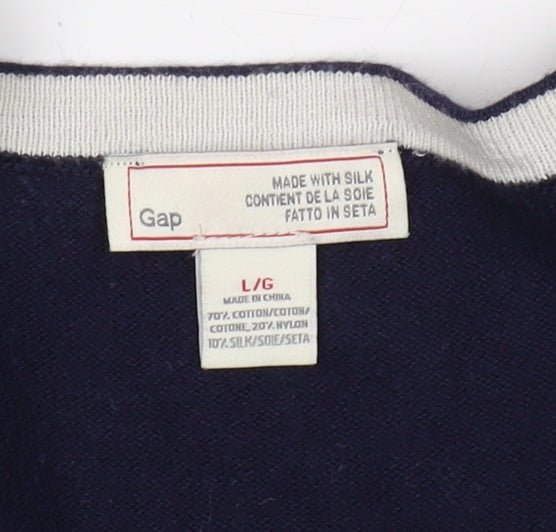 MADE WITH SILK
CONTIENT DE LA SOIE
FATTO IN SETA
Gap
L/G
MADE IN CHINA
70% COTTON/COTON/
COTONE, 20% NYLON
10% SILK/SOIE/SETA